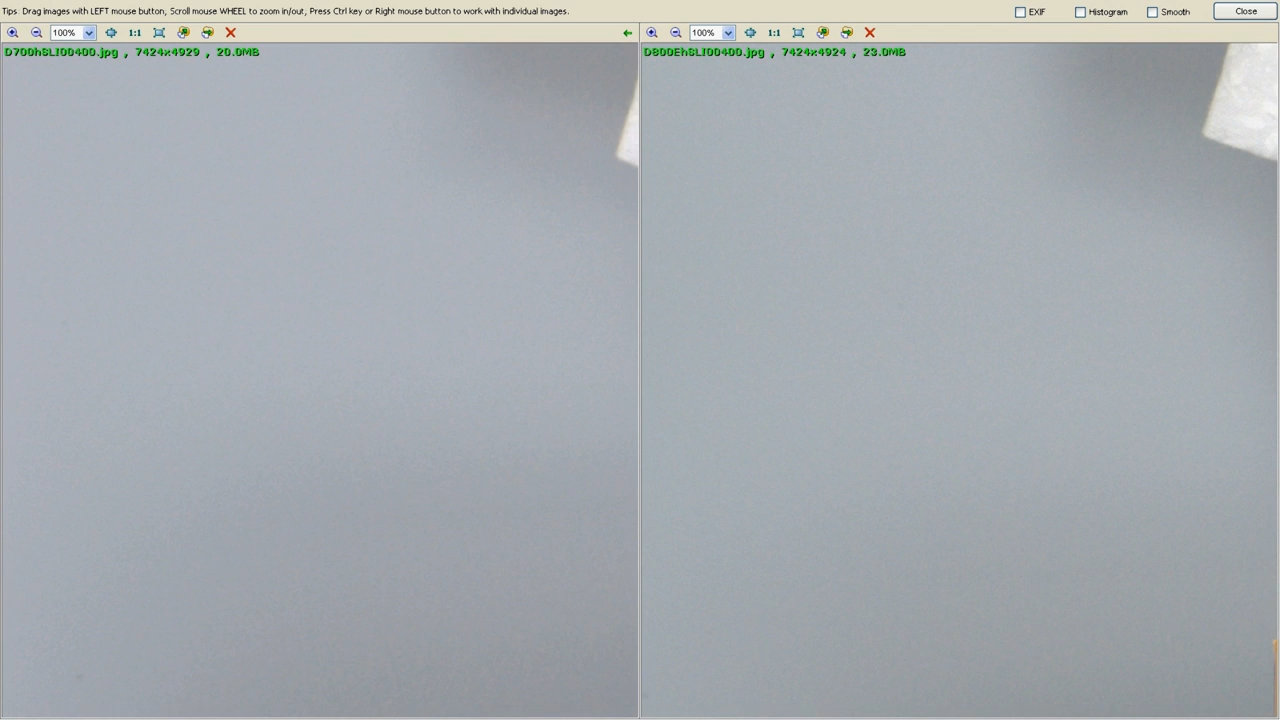 Tips: Drag images with LEFT mouse button, Scroll mouse WHEEL to zoom in/out, Press Ctrl key or Right mouse button to work with individual images.
EXIF
Histogram
Smooth
Close
100%
1:1
100%
1:1
D700hSLI00400.jpg , 7424x4929 , 20.0MB
D800EhSLI00400.jpg , 7424x4924 , 23.0MB